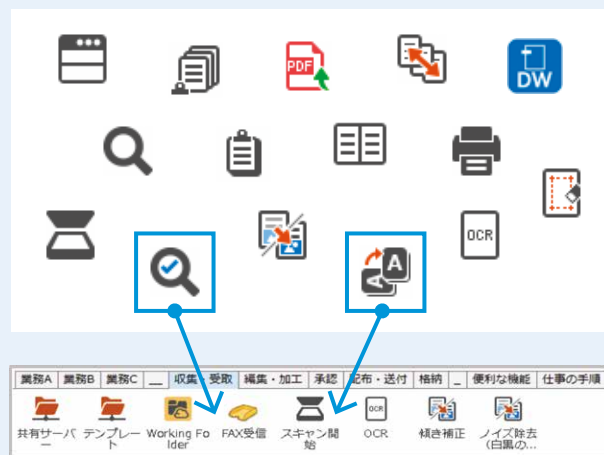 PDF
DW
OCR
A
A
業務A 業務B 業務C __ 収集・受取 編集・加工 承認 配布・送付 格納 _ 便利な機能 仕事の手順
共有サーバー テンプレート Working Folder FAX受信 スキャン開始 OCR OCR 傾き補正 ノイズ除去(白黒の...